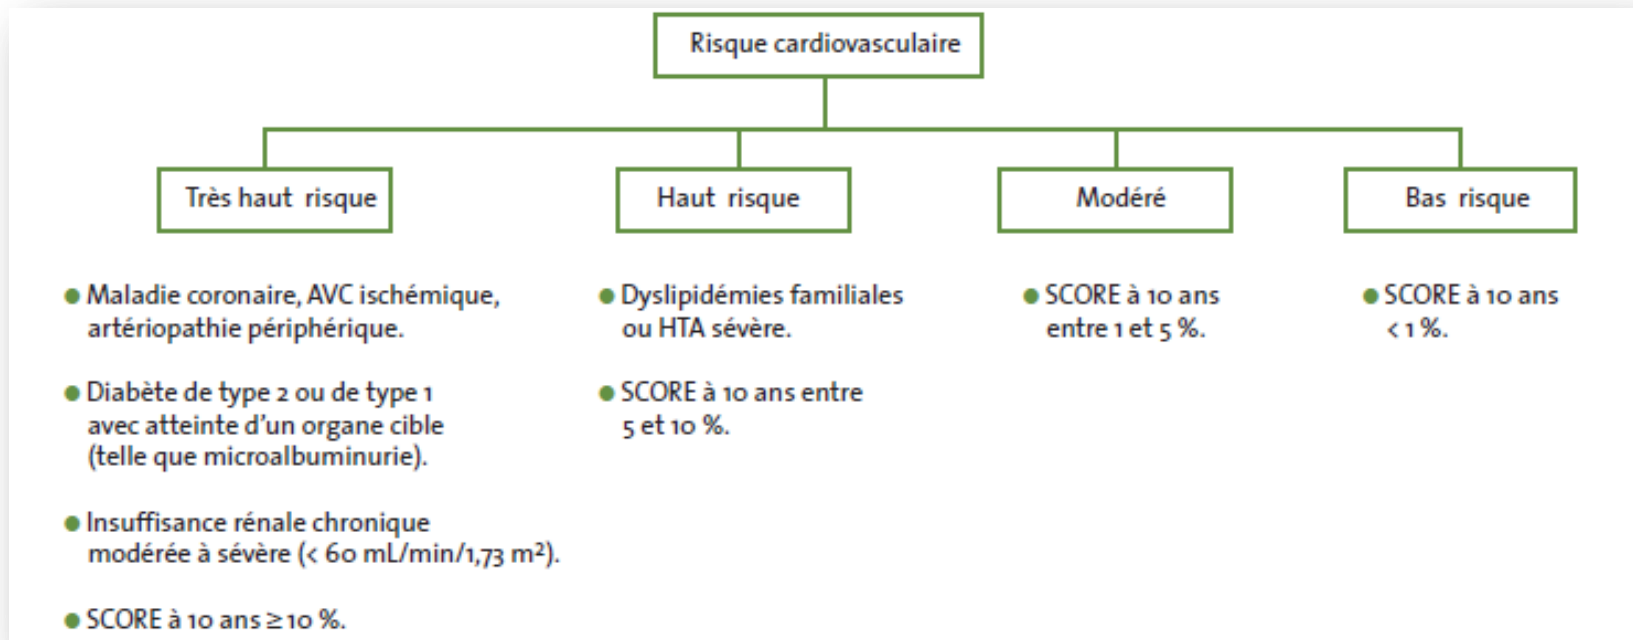 Risque cardiovasculaire
Très haut risque
Haut risque
Modéré
Bas risque
● Maladie coronaire, AVC ischémique,
artériopathie périphérique.
● Diabète de type 2 ou de type 1
avec atteinte d’un organe cible
(telle que microalbuminurie).
● Insuffisance rénale chronique
modérée à sévère (< 60 mL/min/1,73 m²).
● SCORE à 10 ans ≥ 10 %.
● Dyslipidémies familiales
ou HTA sévère.
● SCORE à 10 ans entre
5 et 10 %.
● SCORE à 10 ans
entre 1 et 5 %.
● SCORE à 10 ans
< 1 %.